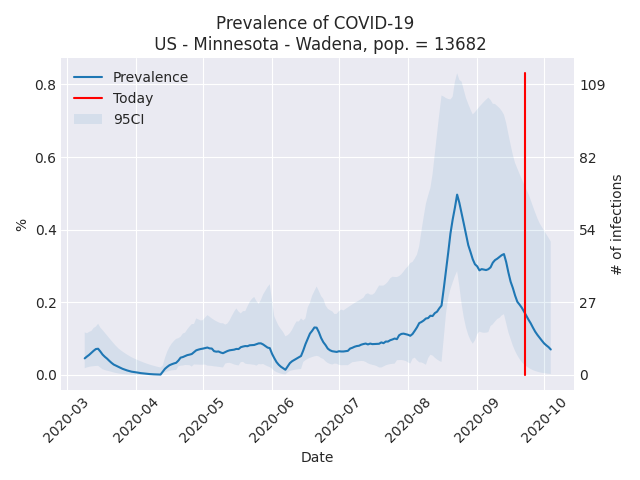 Prevalence of COVID-19
US - Minnesota - Wadena, pop. = 13682
Prevalence
Today
95CI
0.8
0.6
0.4
0.2
0.0
%
109
82
54
27
0
# of infections
2020-03
2020-04
2020-05
2020-06
2020-07
2020-08
2020-09
2020-10
Date